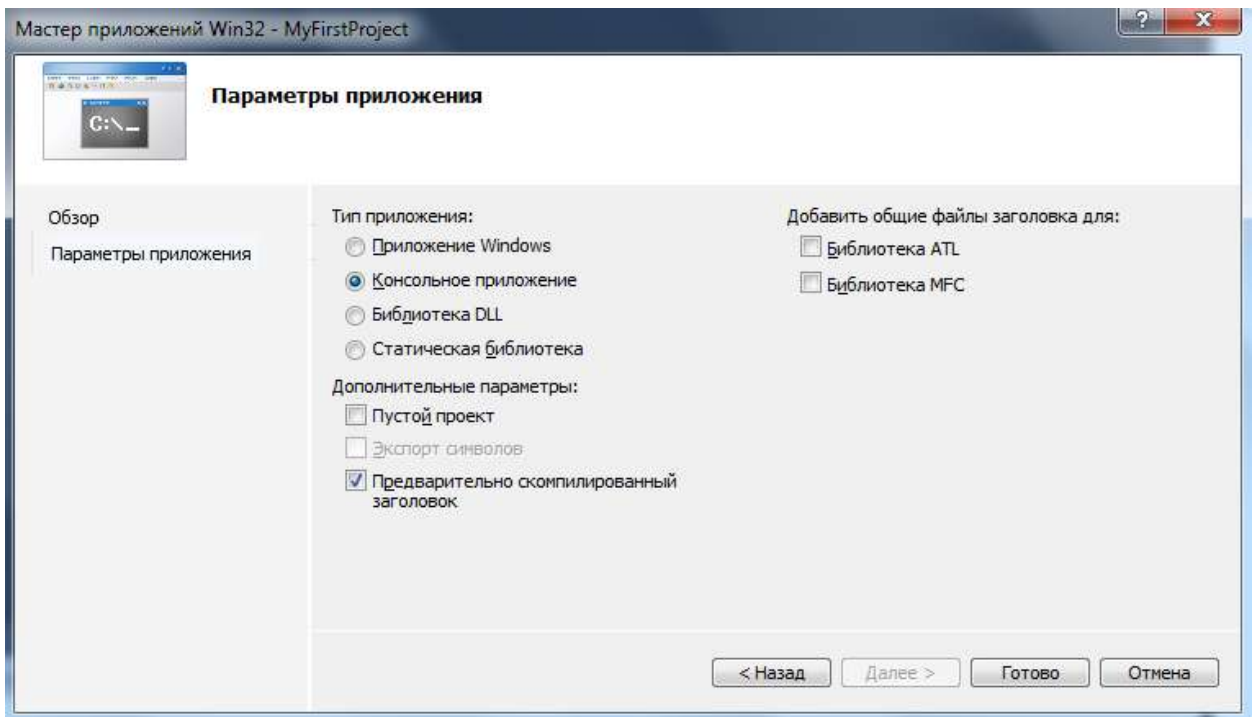 Мастер приложений Win32 - MyFirstProject
C:\_
Параметры приложения
Обзор
Параметры приложения
Тип приложения:
Приложение Windows
Консольное приложение
Библиотека DLL
Статическая библиотека
Дополнительные параметры:
Пустой проект
Экспорт символов
Предварительно скомпилированный
заголовок
Добавить общие файлы заголовка для:
Библиотека ATL
Библиотека MFC
< Назад
Далее >
Готово
Отмена